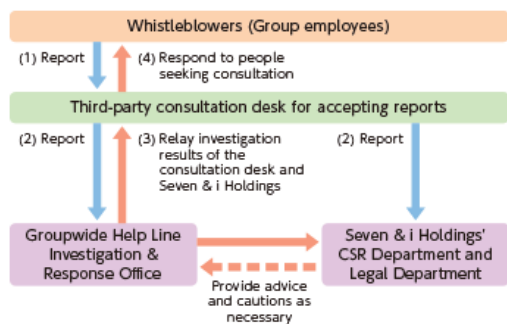 Whistleblowers (Group employees)
(1) Report
(4) Respond to people
seeking consultation
Third-party consultation desk for accepting reports
(2) Report
(3) Relay investigation
results of the
consultation desk and
Seven & i Holdings
(2) Report
Groupwide Help Line
Investigation &
Response Office
Seven & i Holdings'
CSR Department and
Legal Department
Provide advice
and cautions as
necessary